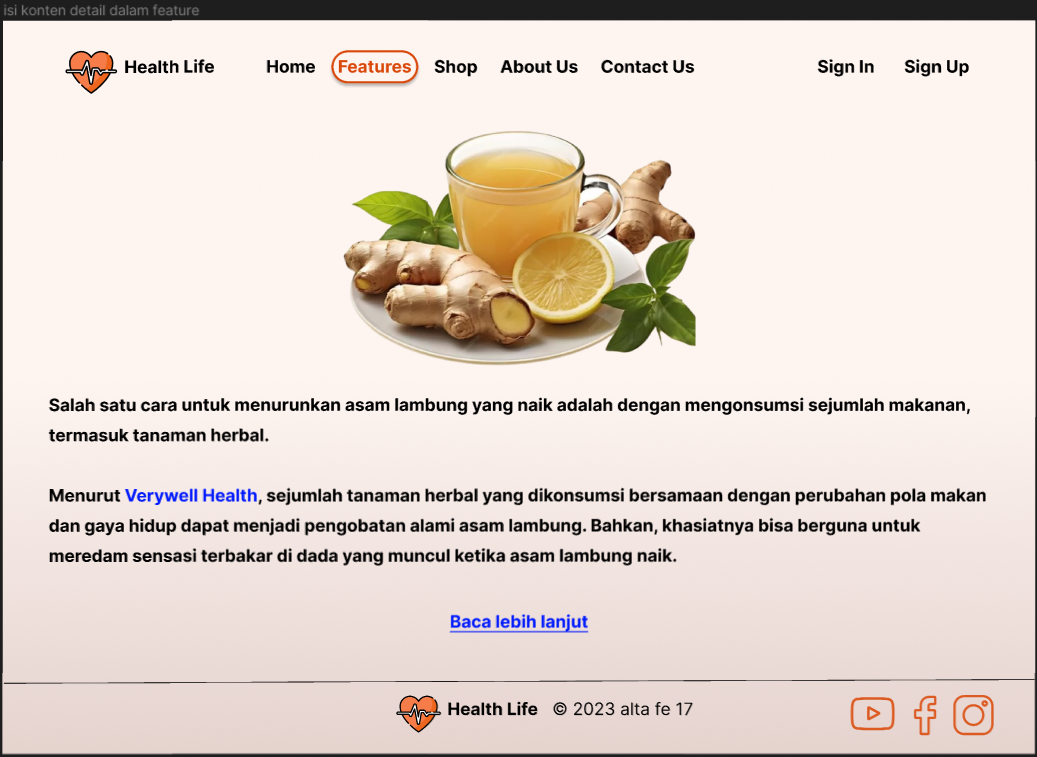 isi konten detail dalam feature
Health Life Home Features Shop About Us Contact Us Sign In Sign Up
Salah satu cara untuk menurunkan asam lambung yang naik adalah dengan mengonsumsi sejumlah makanan,
termasuk tanaman herbal.
Menurut Verywell Health, sejumlah tanaman herbal yang dikonsumsi bersamaan dengan perubahan pola makan
dan gaya hidup dapat menjadi pengobatan alami asam lambung. Bahkan, khasiatnya bisa berguna untuk
meredam sensasi terbakar di dada yang muncul ketika asam lambung naik.
Baca lebih lanjut
Health Life © 2023 alta fe 17